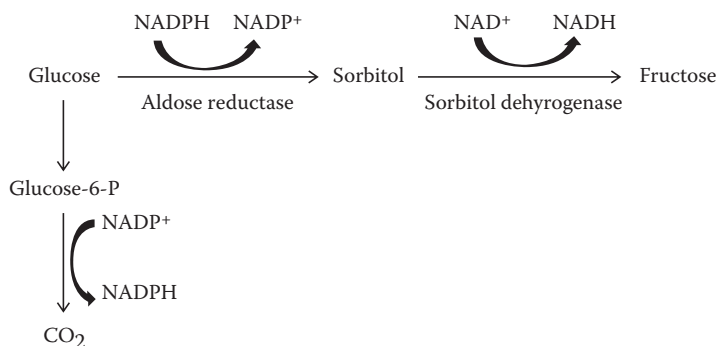 NADPH NADP+ NAD+ NADH
Glucose Sorbitol Fructose
Aldose reductase Sorbitol dehyrogenase
Glucose-6-P
NADP+
NADPH
CO2